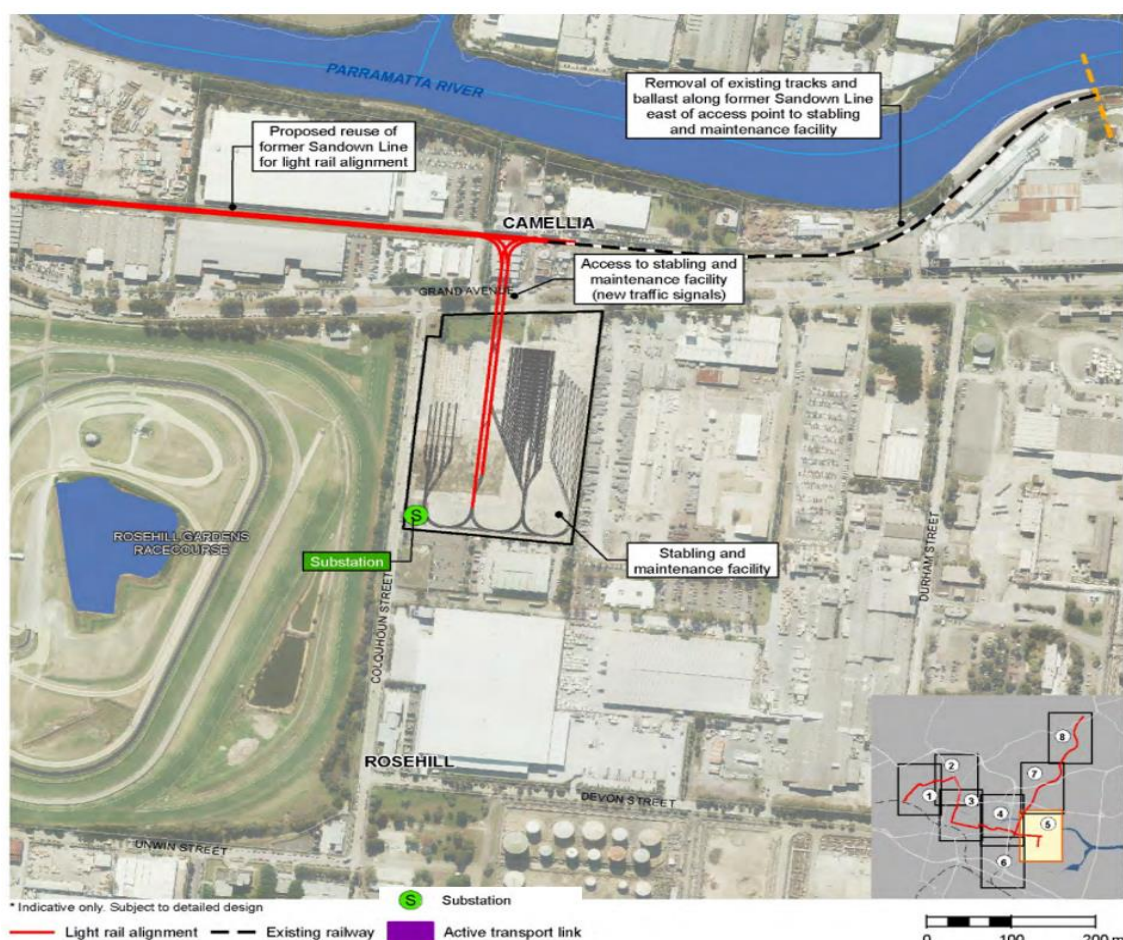 PARRAMATTA RIVER
Removal of existing tracks and
ballast along former Sandown Line
east of access point to stabling
and maintenance facility
Proposed reuse of
former Sandown Line
for light rail alignment
CAMELLIA
Access to stabling and
maintenance facility
(new traffic signals)
GRAND AVENUE
ROSEHILL GARDENS
RACECOURSE
S
Substation
Stabling and
maintenance facility
COLQUHOUN STREET
DURHAM STREET
ROSEHILL
DEVON STREET
UNWIN STREET
1
2
3
4
5
6
7
8
* Indicative only. Subject to detailed design
S Substation
Light rail alignment
Existing railway
Active transport link
0 100 200 m